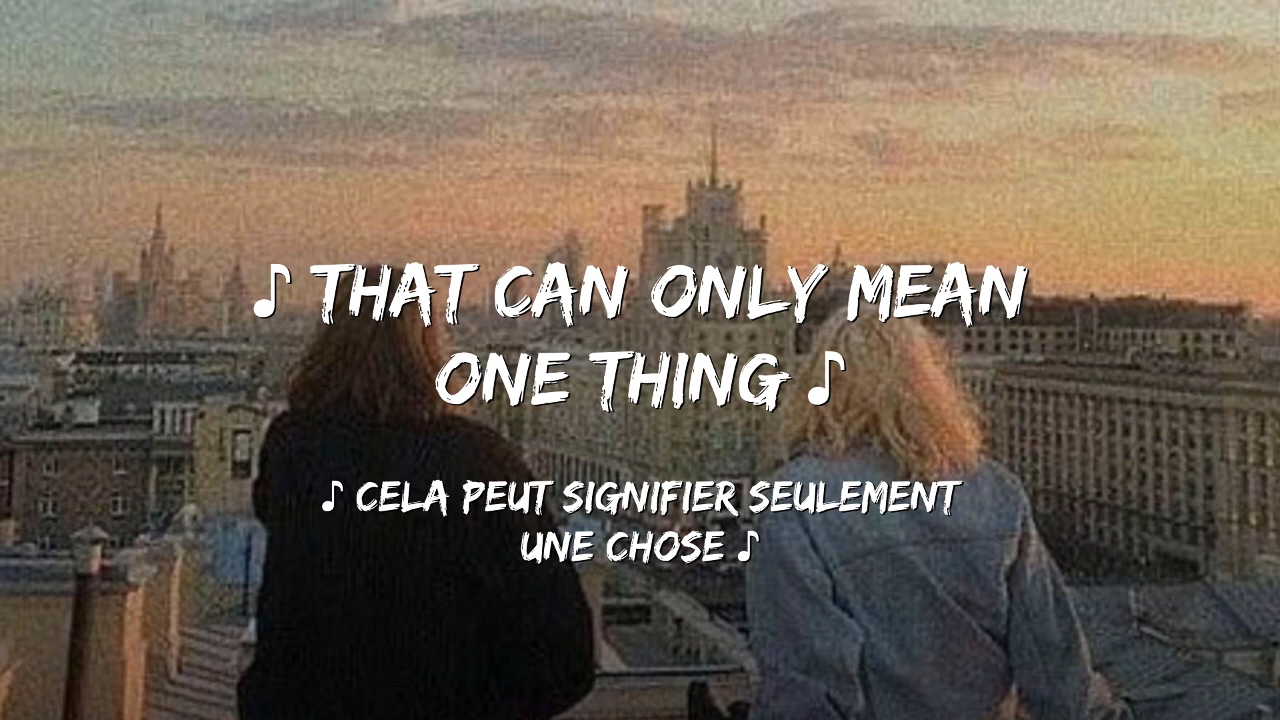 ♪ THAT CAN ONLY MEAN
ONE THING ♪
♪ CELA PEUT SIGNIFIER SEULEMENT
UNE CHOSE ♪